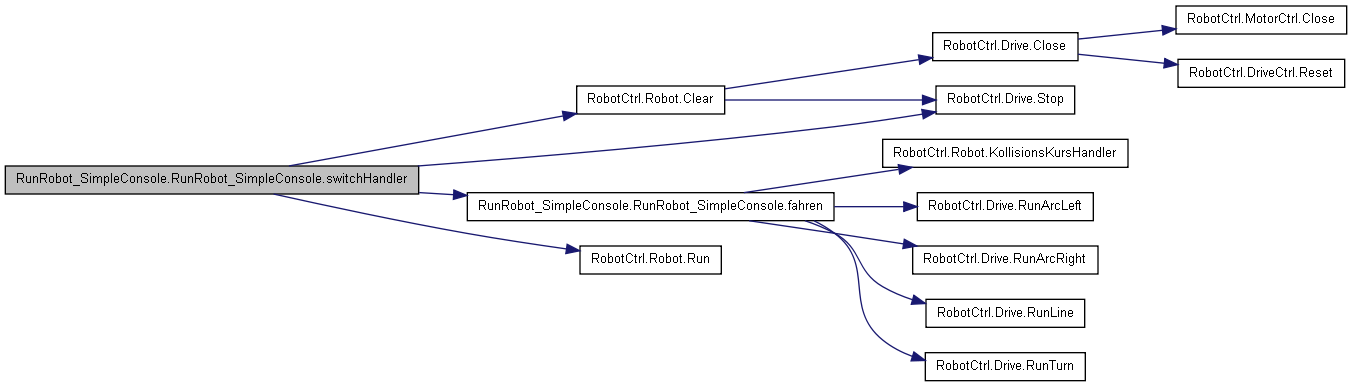 RobotCtrl.MotorCtrl.Close
RobotCtrl.Drive.Close
RobotCtrl.DriveCtrl.Reset
RobotCtrl.Robot.Clear
RobotCtrl.Drive.Stop
RobotCtrl.Robot.KollisionsKursHandler
RunRobot_SimpleConsole.RunRobot_SimpleConsole.switchHandler
RunRobot_SimpleConsole.RunRobot_SimpleConsole.fahren
RobotCtrl.Drive.RunArcLeft
RobotCtrl.Robot.Run
RobotCtrl.Drive.RunArcRight
RobotCtrl.Drive.RunLine
RobotCtrl.Drive.RunTurn